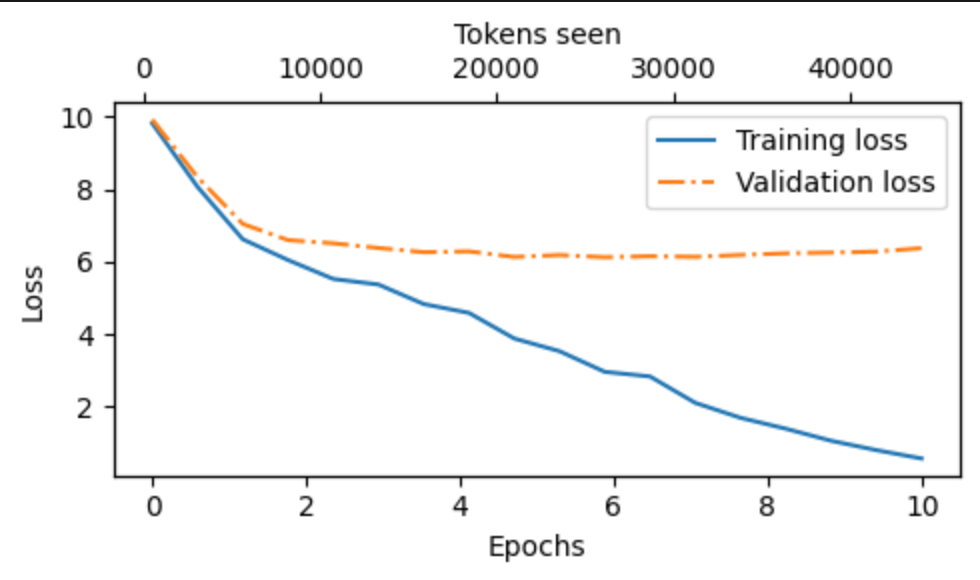 Tokens seen
0 10000 20000 30000 40000
10
8
6
4
2
Loss
Training loss
Validation loss
0 2 4 6 8 10
Epochs